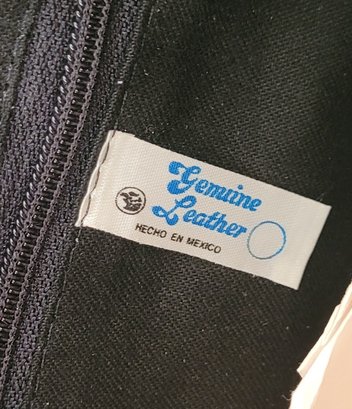 Genuine
Leather
HECHO EN MEXICO